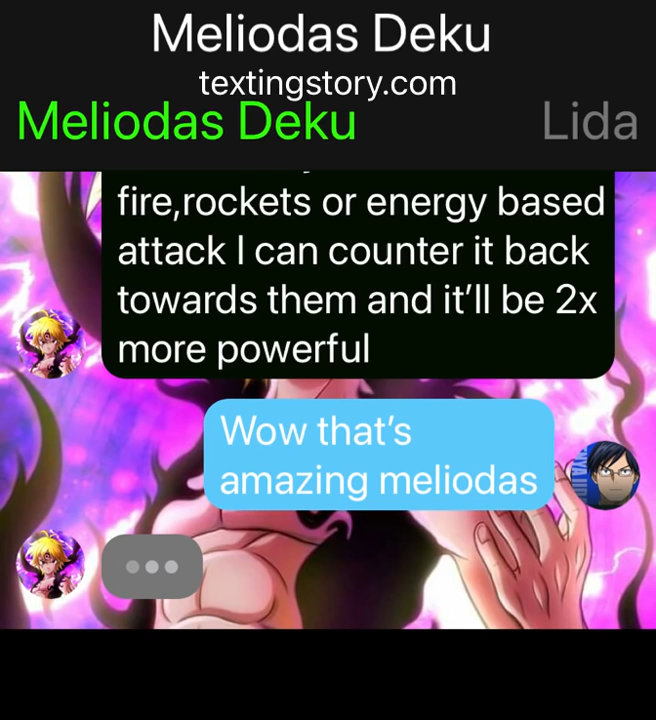 Meliodas Deku
textingstory.com
Meliodas Deku Lida
fire,rockets or energy based
attack I can counter it back
towards them and it’ll be 2x
more powerful
Wow that’s
amazing meliodas